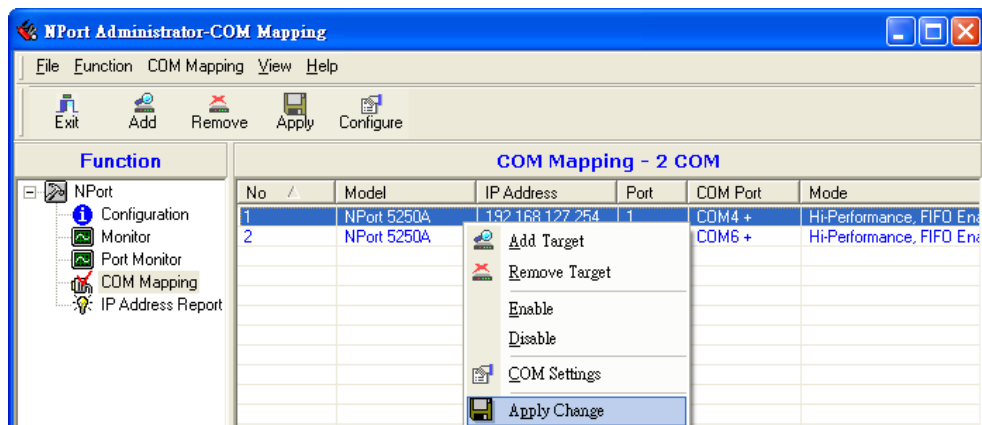 NPort Administrator-COM Mapping
File Function COM Mapping View Help
Exit Add Remove Apply Configure
Function
COM Mapping - 2 COM
NPort
Configuration
Monitor
Port Monitor
COM Mapping
IP Address Report
No Model IP Address Port COM Port Mode
1 NPort 5250A 192.168.127.254 1 COM4 + Hi-Performance, FIFO Ena
2 NPort 5250A COM6 + Hi-Performance, FIFO Ena
Add Target
Remove Target
Enable
Disable
COM Settings
Apply Change